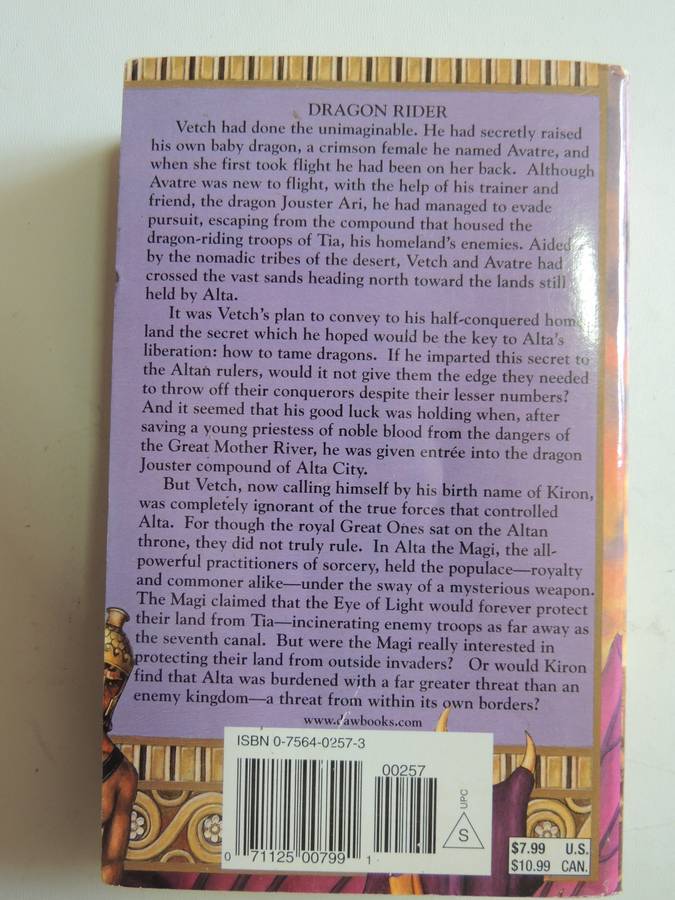 DRAGON RIDER
Vetch had done the unimaginable. He had secretly raised
his own baby dragon, a crimson female he named Avatre, and
when she first took flight he had been on her back. Although
Avatre was new to flight, with the help of his trainer and
friend, the dragon Jouster Ari, he had managed to evade
pursuit, escaping from the compound that housed the
dragon-riding troops of Tia, his homeland's enemies. Aided
by the nomadic tribes of the desert, Vetch and Avatre had
crossed the vast sands heading north toward the lands still
held by Alta.
It was Vetch's plan to convey to his half-conquered home-
land the secret which he hoped would be the key to Alta's
liberation: how to tame dragons. If he imparted this secret to
the Altan rulers, would it not give them the edge they needed
to throw off their conquerors despite their lesser numbers?
And it seemed that his good luck was holding when, after
saving a young priestess of noble blood from the dangers of
the Great Mother River, he was given entrée into the dragon
Jouster compound of Alta City.
But Vetch, now calling himself by his birth name of Kiron,
was completely ignorant of the true forces that controlled
Alta. For though the royal Great Ones sat on the Altan
throne, they did not truly rule. In Alta the Magi, the all-
powerful practitioners of sorcery, held the populace—royalty
and commoner alike—under the sway of a mysterious weapon.
The Magi claimed that the Eye of Light would forever protect
their land from Tia—incinerating enemy troops as far away as
the seventh canal. But were the Magi really interested in
protecting their land from outside invaders? Or would Kiron
find that Alta was burdened with a far greater threat than an
enemy kingdom—a threat from within its own borders?
www.dawbooks.com
ISBN 0-7564-0257-3
00257
UPC
S
0 71125 00799 1
$7.99 U.S.
$10.99 CAN.